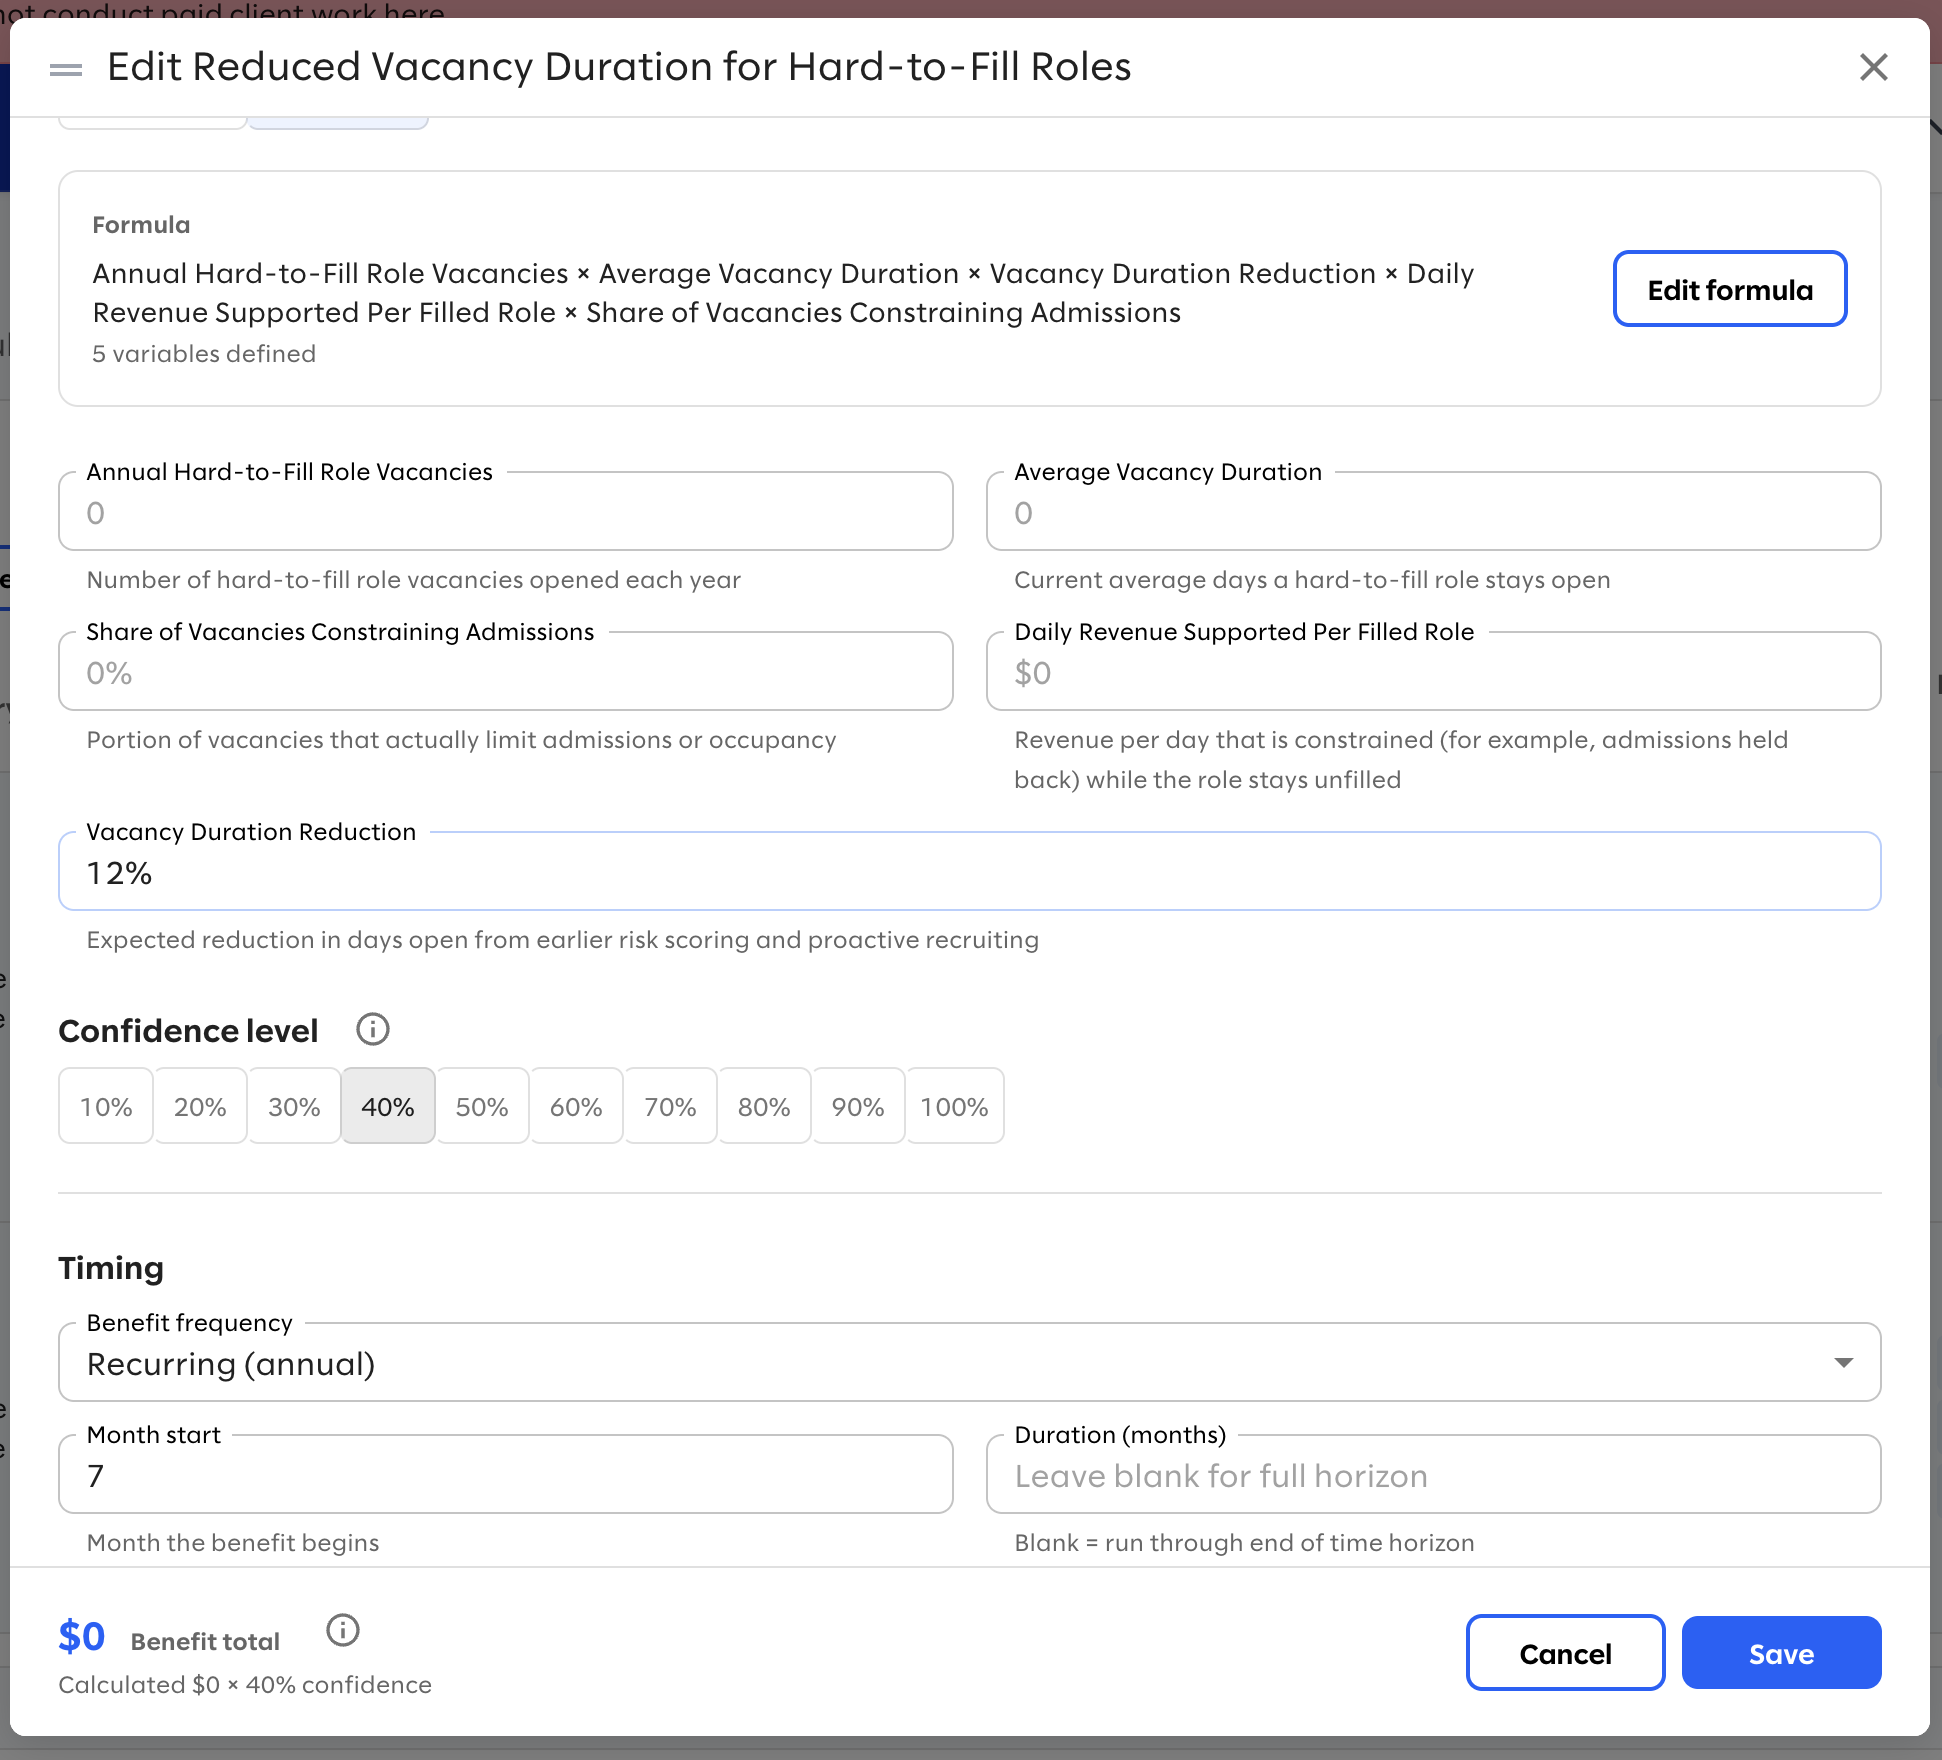 not conduct paid client work here
Edit Reduced Vacancy Duration for Hard-to-Fill Roles
Formula
Annual Hard-to-Fill Role Vacancies × Average Vacancy Duration × Vacancy Duration Reduction × Daily
Revenue Supported Per Filled Role × Share of Vacancies Constraining Admissions
5 variables defined
Edit formula
Annual Hard-to-Fill Role Vacancies
0
Number of hard-to-fill role vacancies opened each year
Average Vacancy Duration
0
Current average days a hard-to-fill role stays open
Share of Vacancies Constraining Admissions
0%
Portion of vacancies that actually limit admissions or occupancy
Daily Revenue Supported Per Filled Role
$0
Revenue per day that is constrained (for example, admissions held
back) while the role stays unfilled
Vacancy Duration Reduction
12%
Expected reduction in days open from earlier risk scoring and proactive recruiting
Confidence level
10% 20% 30% 40% 50% 60% 70% 80% 90% 100%
Timing
Benefit frequency
Recurring (annual)
Month start
7
Month the benefit begins
Duration (months)
Leave blank for full horizon
Blank = run through end of time horizon
$0 Benefit total
Calculated $0 × 40% confidence
Cancel
Save